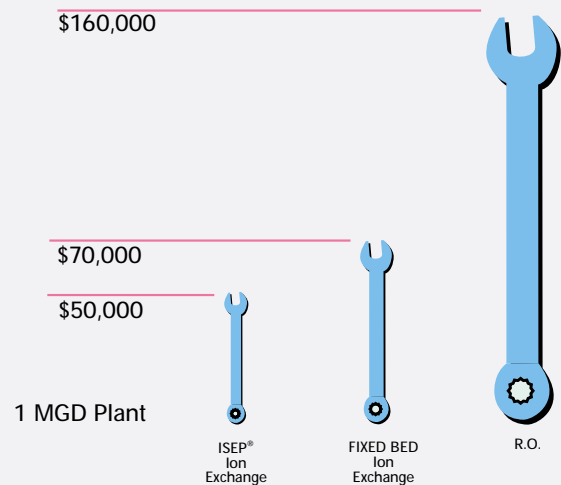 $160,000
$70,000
$50,000
1 MGD Plant
ISEP®
Ion
Exchange
FIXED BED
Ion
Exchange
R.O.